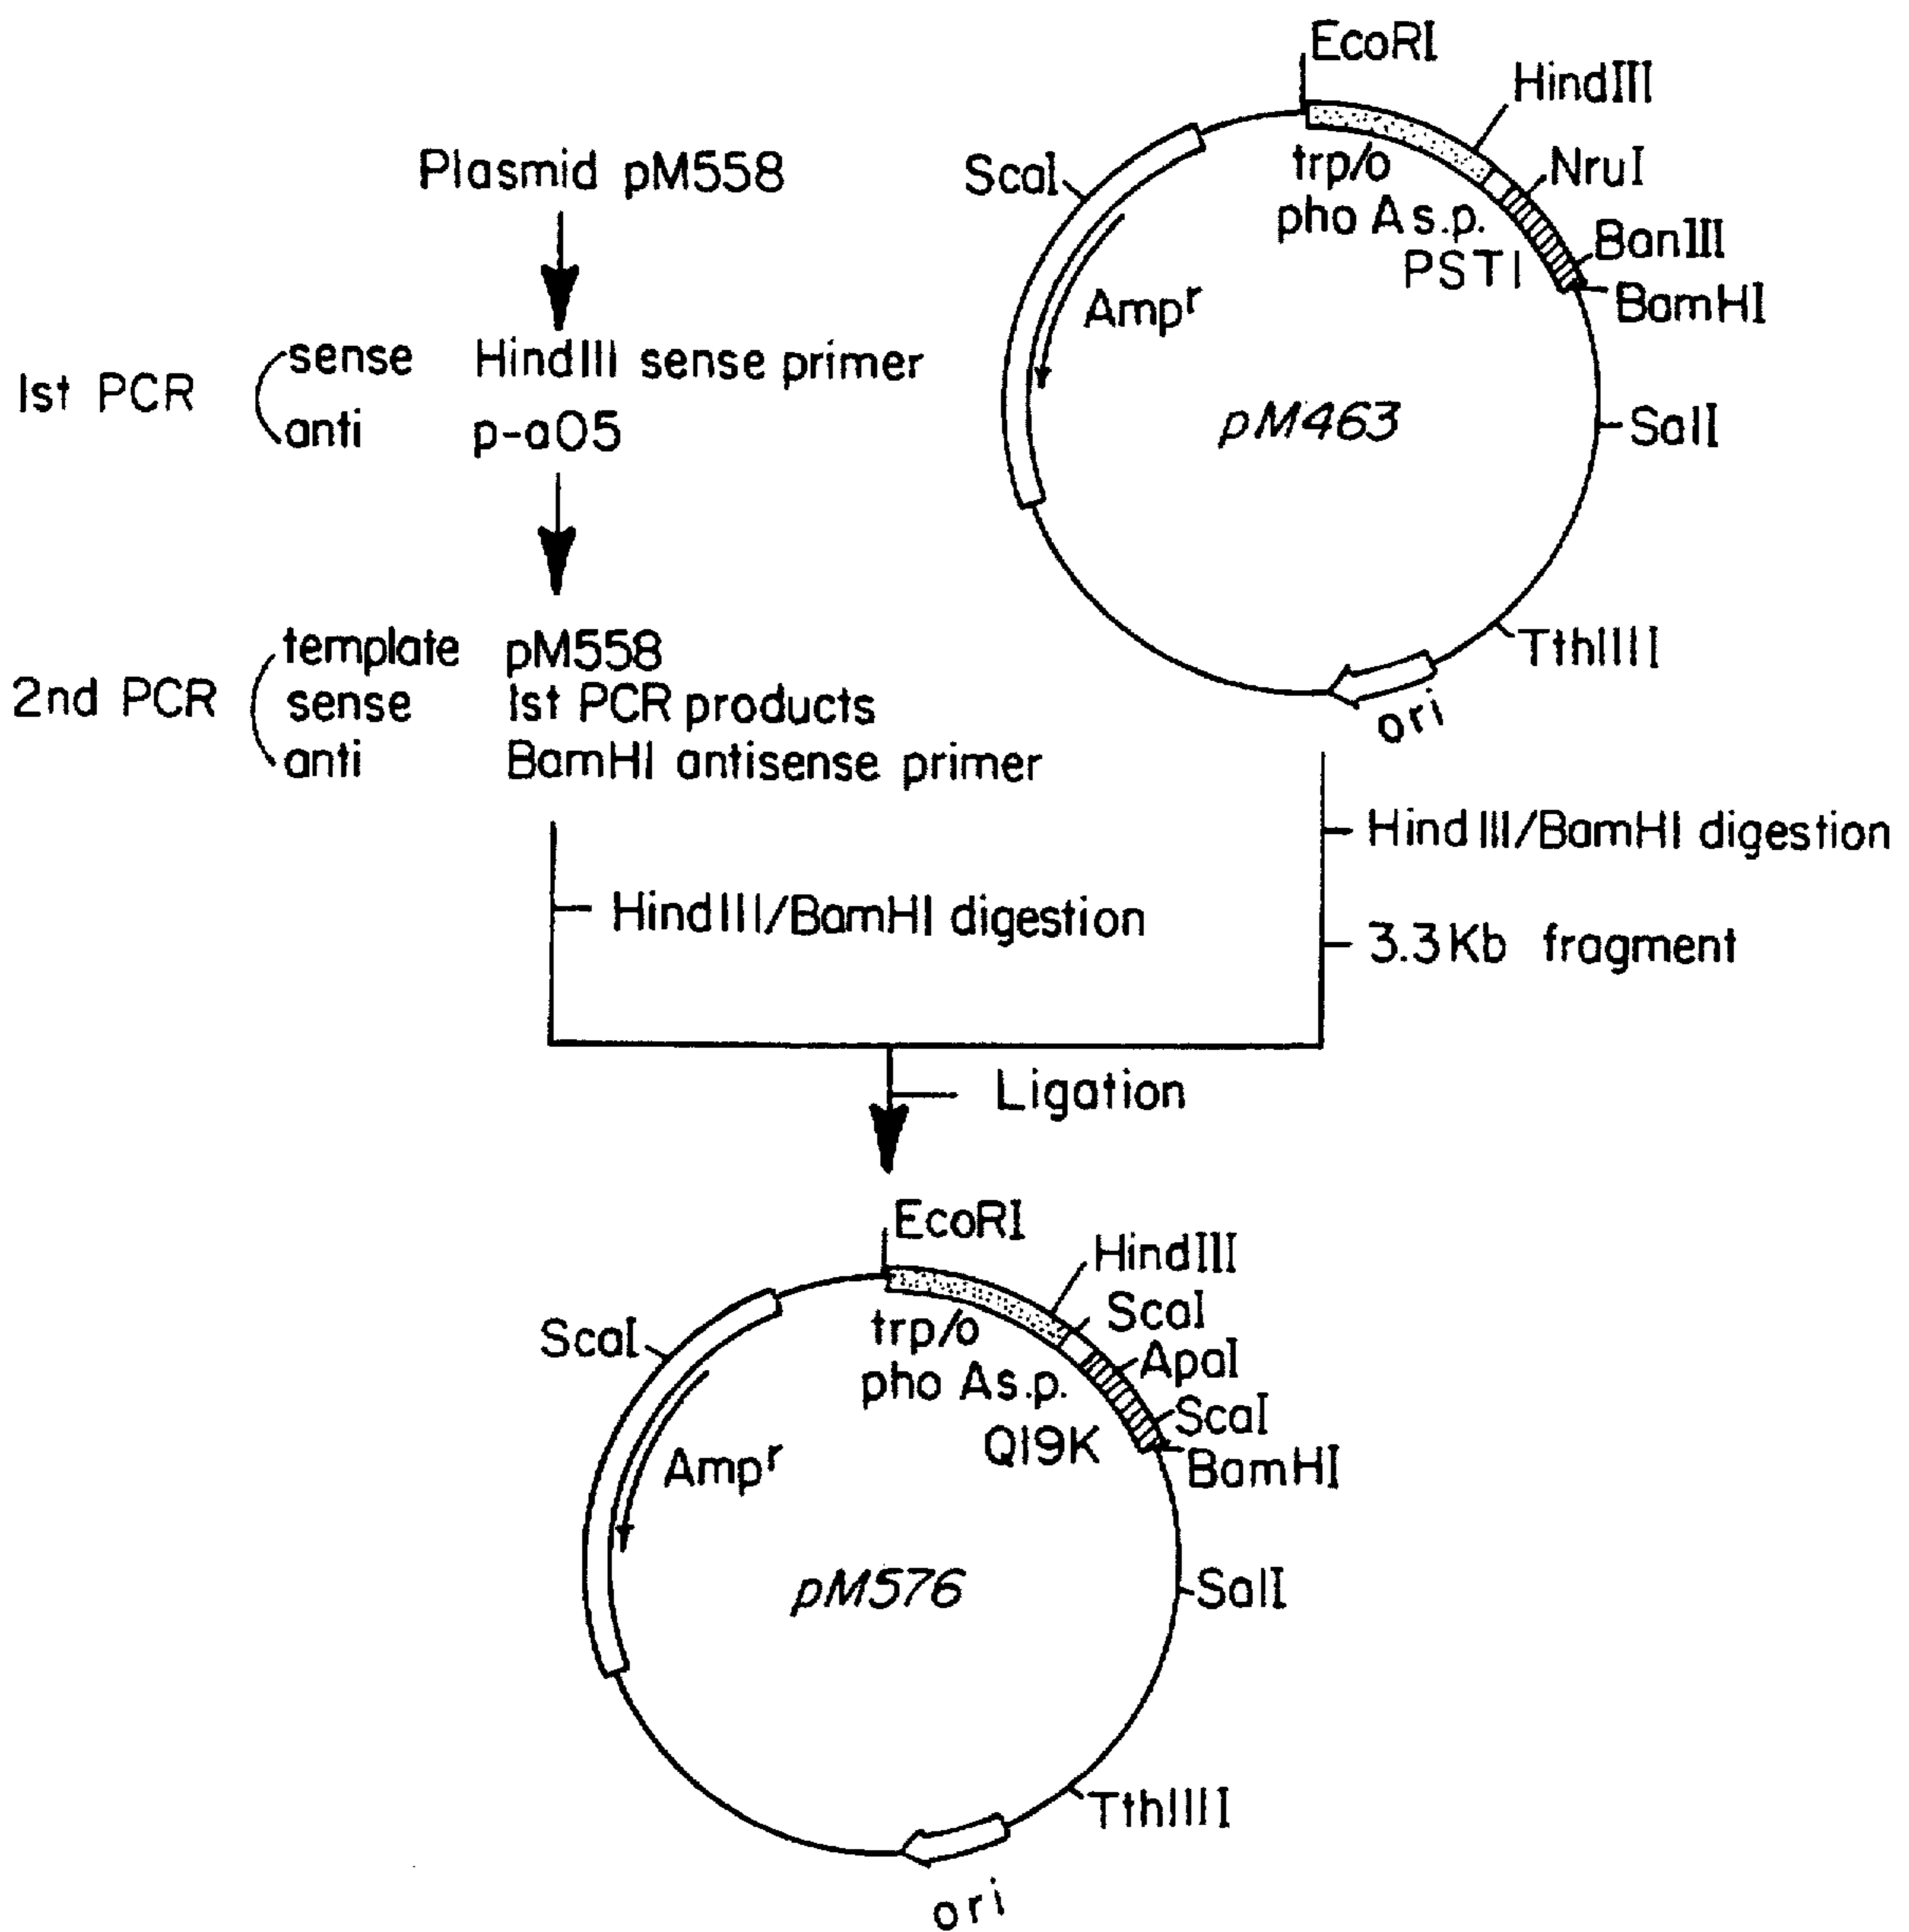 Plasmid pM558
1st PCR
sense HindIII sense primer
anti p-a05
2nd PCR
template pM558
sense 1st PCR products
anti BamHI antisense primer
HindIII/BamHI digestion
EcoRI
HindIII
NruI
BanIII
BamHI
SalI
Tth111I
ori
ScaI
Ampr
trp/o
pho A s.p.
PSTI
pM463
HindIII/BamHI digestion
3.3Kb fragment
Ligation
EcoRI
HindIII
ScaI
ApaI
ScaI
BamHI
SalI
Tth111I
ori
ScaI
Ampr
trp/o
pho A s.p.
Q19K
pM576